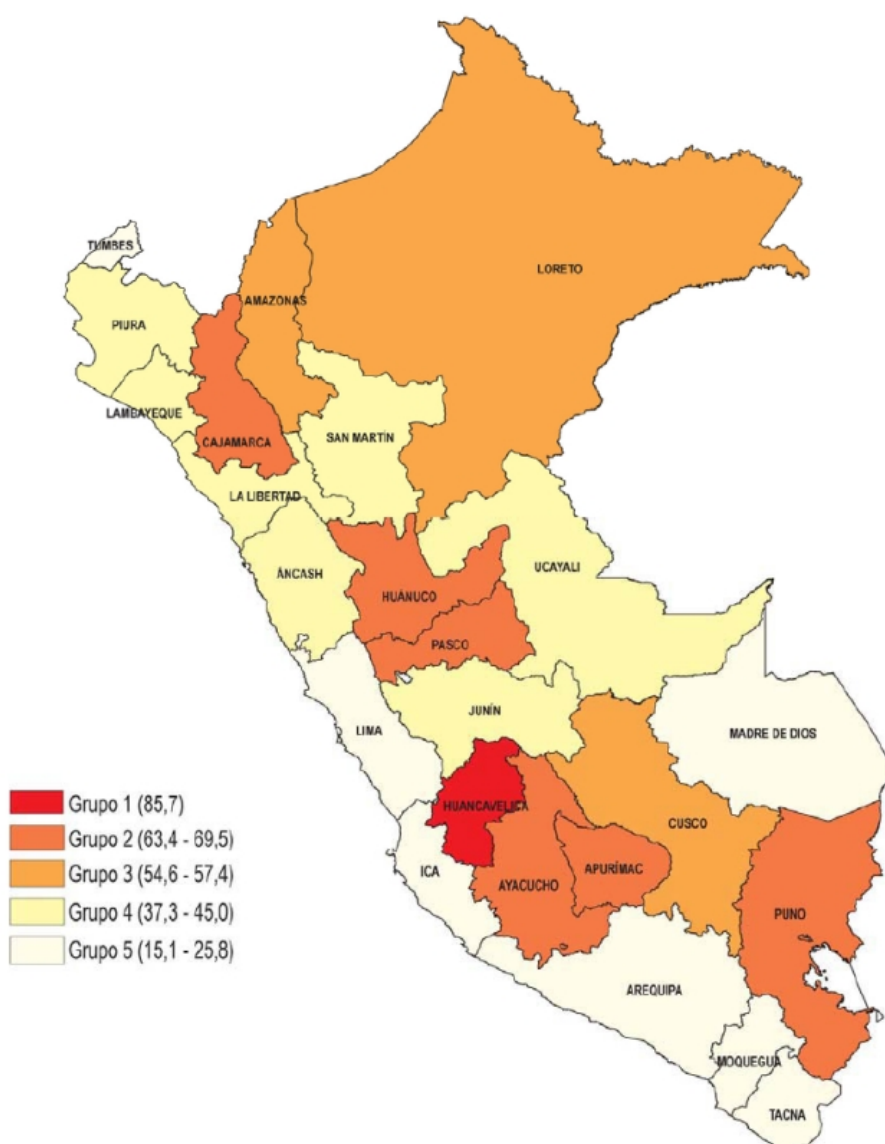 TUMBES
LORETO
AMAZONAS
PIURA
LAMBAYEQUE
SAN MARTÍN
CAJAMARCA
LA LIBERTAD
UCAYALI
ÁNCASH
HUÁNUCO
PASCO
JUNÍN
LIMA
MADRE DE DIOS
HUANCAVELICA
CUSCO
ICA
APURÍMAC
AYACUCHO
PUNO
AREQUIPA
MOQUEGUA
TACNA
Grupo 1 (85,7)
Grupo 2 (63,4 - 69,5)
Grupo 3 (54,6 - 57,4)
Grupo 4 (37,3 - 45,0)
Grupo 5 (15,1 - 25,8)